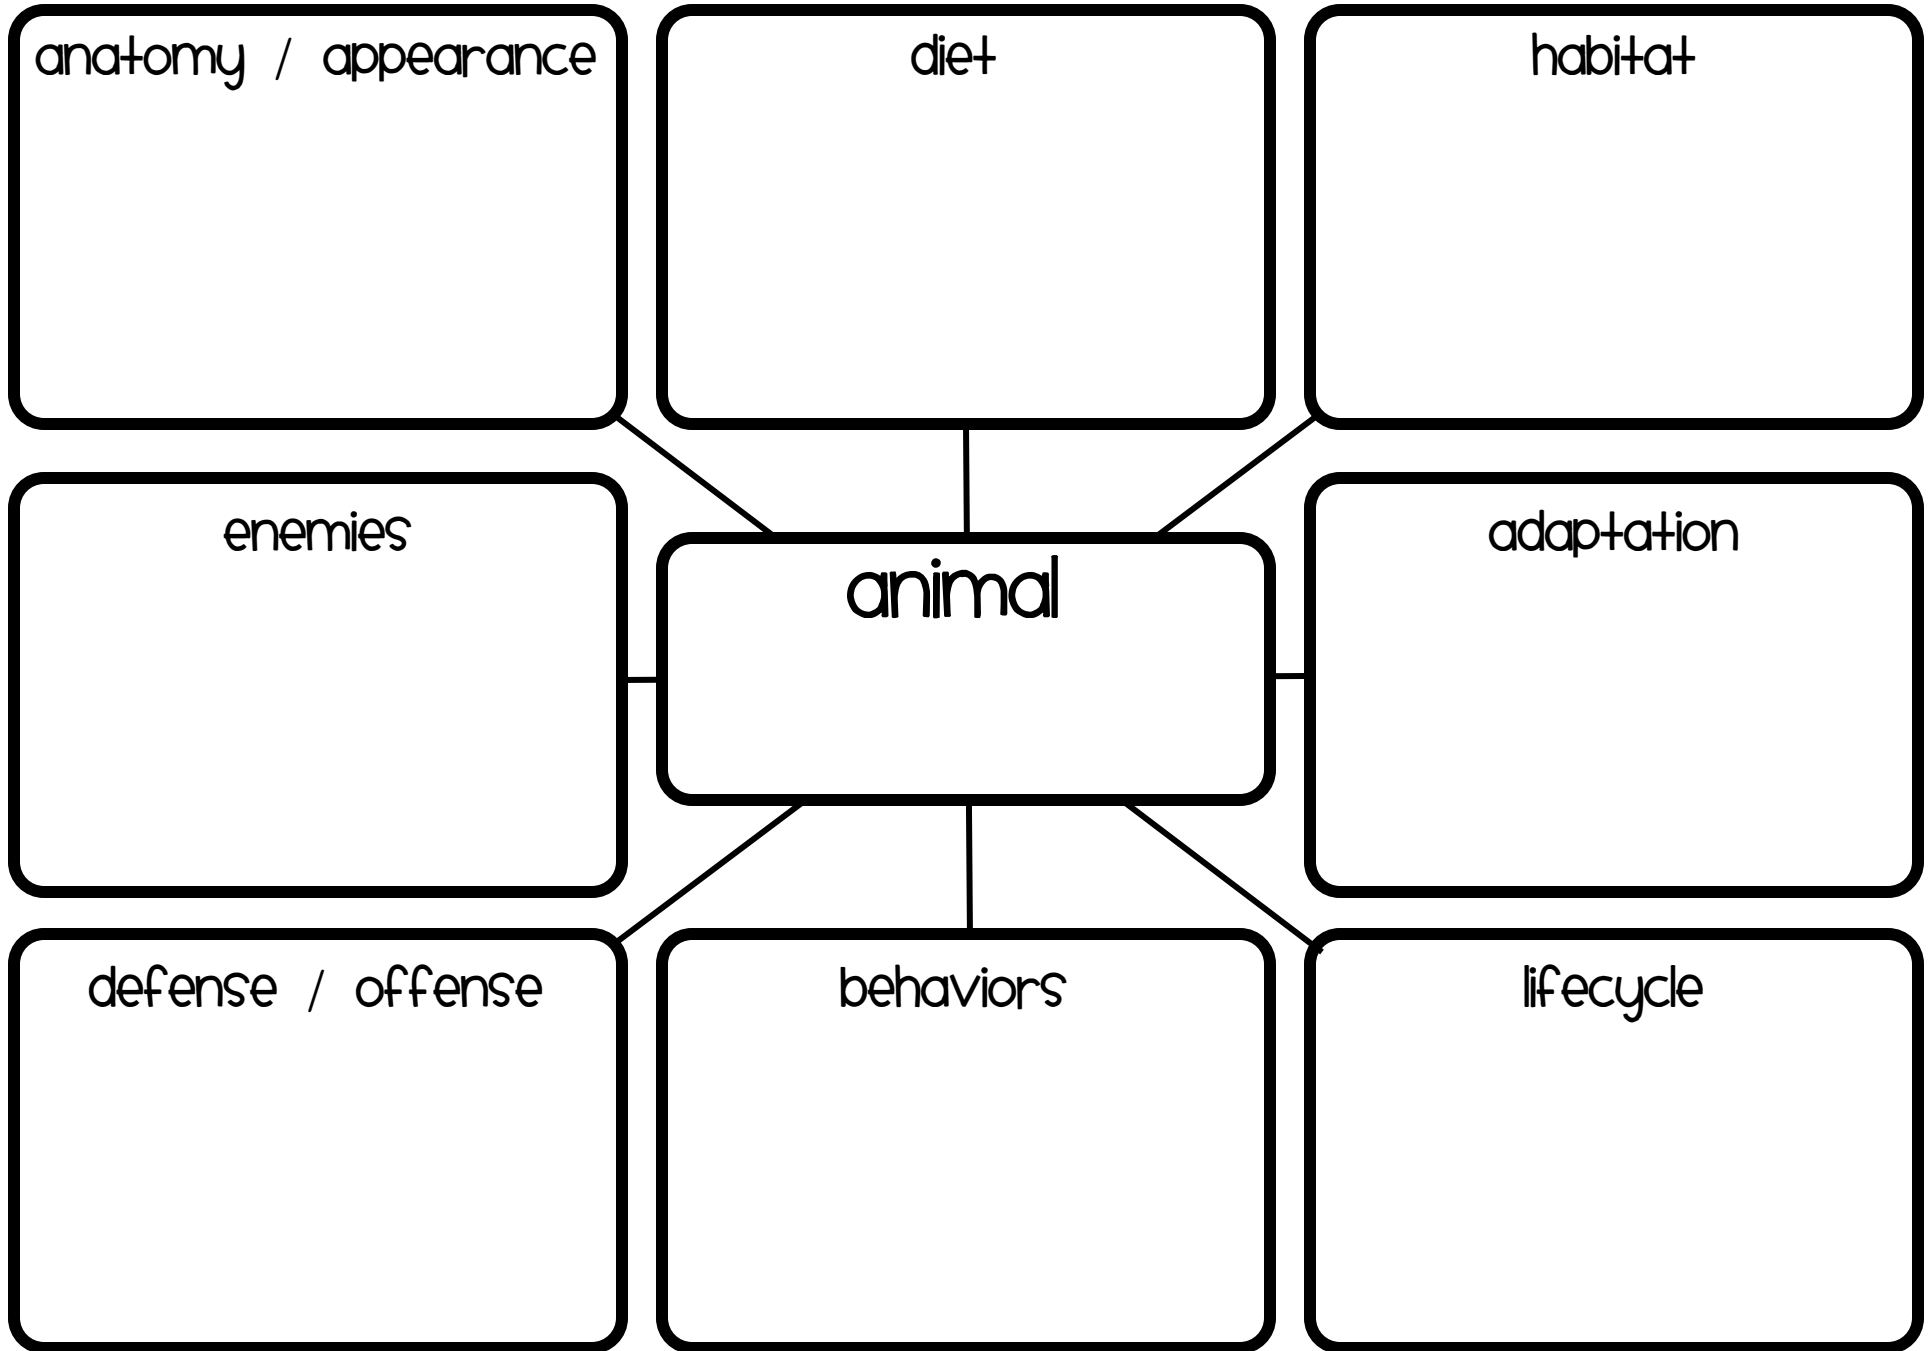 anatomy / appearance
diet
habitat
enemies
animal
adaptation
defense / offense
behaviors
lifecycle